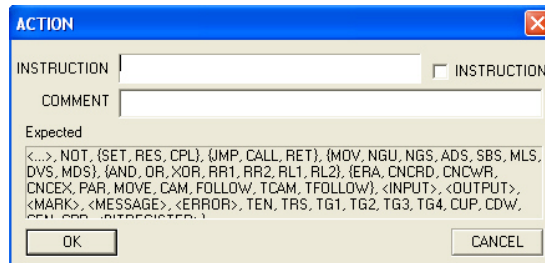 ACTION
INSTRUCTION
INSTRUCTION
COMMENT
Expected
<...>, NOT, {SET, RES, CPL}, {JMP, CALL, RET}, {MOV, NGU, NGS, ADS, SBS, MLS,
DVS, MDS}, {AND, OR, XOR, RR1, RR2, RL1, RL2}, {ERA, CNCRD, CNCWR,
CNCEX, PAR, MOVE, CAM, FOLLOW, TCAM, TFOLLOW}, <INPUT>, <OUTPUT>,
<MARK>, <MESSAGE>, <ERROR>, TEN, TRS, TG1, TG2, TG3, TG4, CUP, CDW,
OK
CANCEL